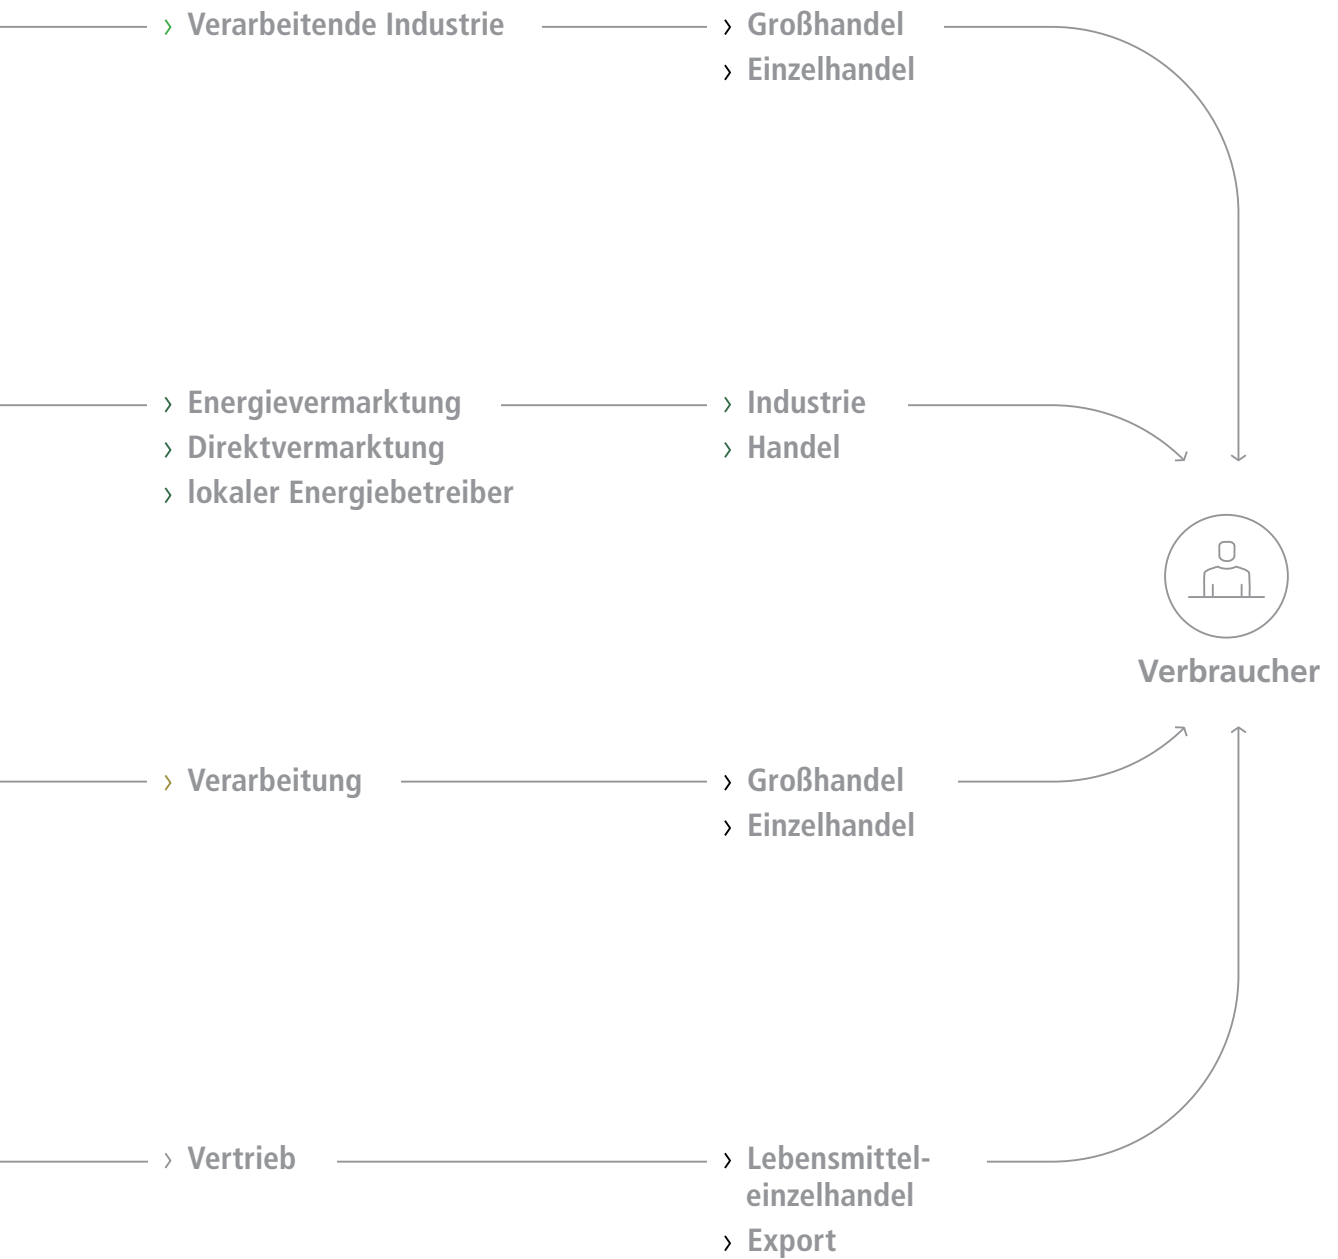 › Verarbeitende Industrie
› Großhandel
› Einzelhandel
› Energievermarktung
› Direktvermarktung
› lokaler Energiebetreiber
› Industrie
› Handel
Verbraucher
› Verarbeitung
› Großhandel
› Einzelhandel
› Vertrieb
› Lebensmittel-
einzelhandel
› Export